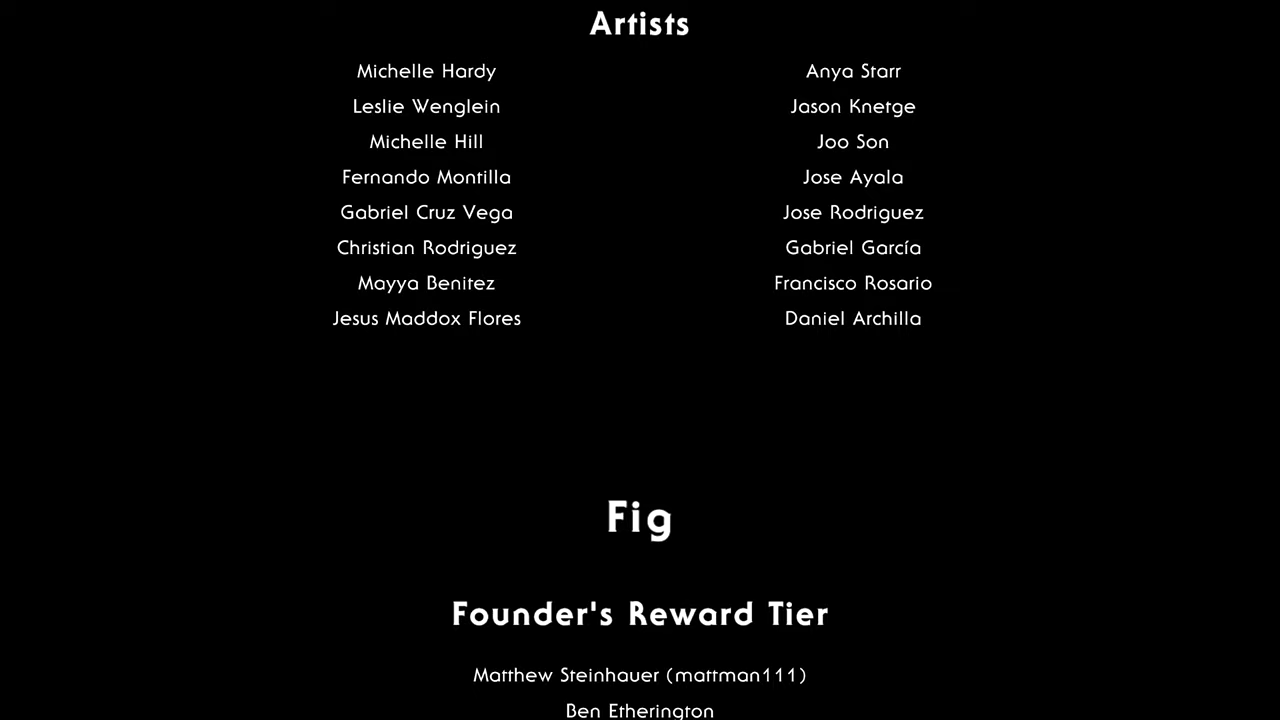 Artists
Michelle Hardy Anya Starr
Leslie Wenglein Jason Knetge
Michelle Hill Joo Son
Fernando Montilla Jose Ayala
Gabriel Cruz Vega Jose Rodriguez
Christian Rodriguez Gabriel García
Mayya Benitez Francisco Rosario
Jesus Maddox Flores Daniel Archilla
Fig
Founder's Reward Tier
Matthew Steinhauer (mattman111)
Ben Etherington